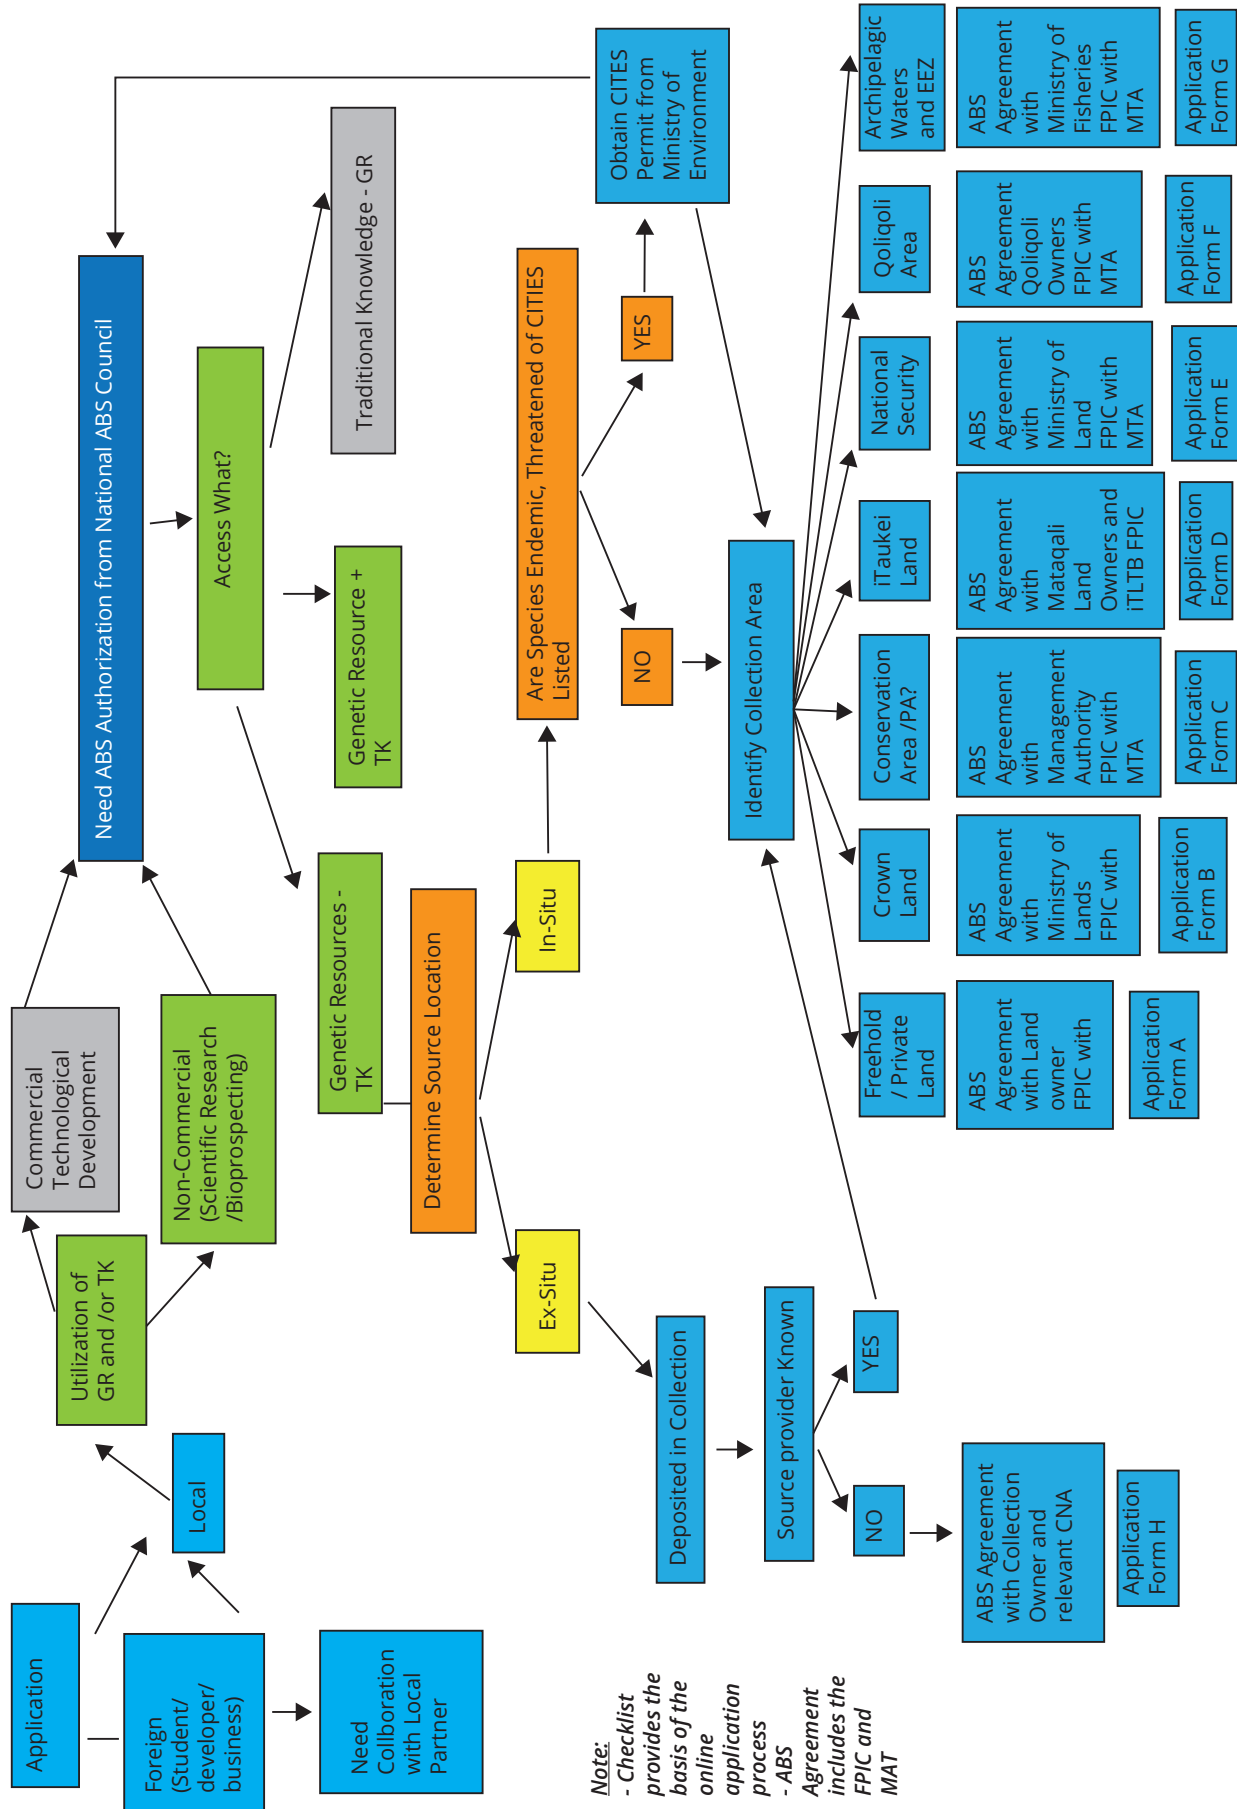 Application
Foreign
(Student/
developer/
business)
Need
Collboration
with Local
Partner
Local
Utilization of
GR and /or TK
Commercial
Technological
Development
Non-Commercial
(Scientific Research
/Bioprospecting)
Need ABS Authorization from National ABS Council
Access What?
Genetic Resources -
TK
Genetic Resource +
TK
Traditional Knowledge - GR
Determine Source Location
Ex-Situ
In-Situ
Are Species Endemic, Threatened of CITIES
Listed
NO
YES
Obtain CITES
Permit from
Ministry of
Environment
Deposited in Collection
Source provider Known
NO
YES
ABS Agreement
with Collection
Owner and
relevant CNA
Application
Form H
Identify Collection Area
Freehold
/ Private
Land
ABS
Agreement
with Land
owner
FPIC with
Application
Form A
Crown
Land
ABS
Agreement
with
Ministry of
Lands
FPIC with
Application
Form B
Conservation
Area /PA?
ABS
Agreement
with
Management
Authority
FPIC with
MTA
Application
Form C
iTaukei
Land
ABS
Agreement
with
Mataqali
Land
Owners and
iTLTB FPIC
Application
Form D
National
Security
ABS
Agreement
with
Ministry of
Land
FPIC with
MTA
Application
Form E
Qoliqoli
Area
ABS
Agreement
Qoliqoli
Owners
FPIC with
MTA
Application
Form F
Archipelagic
Waters
and EEZ
ABS
Agreement
with
Ministry of
Fisheries
FPIC with
MTA
Application
Form G
Note:
- Checklist
provides the
basis of the
online
application
process
- ABS
Agreement
includes the
FPIC and
MAT